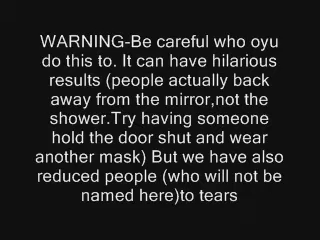 WARNING-Be careful who oyu
do this to. It can have hilarious
results (people actually back
away from the mirror,not the
shower.Try having someone
hold the door shut and wear
another mask) But we have also
reduced people (who will not be
named here)to tears